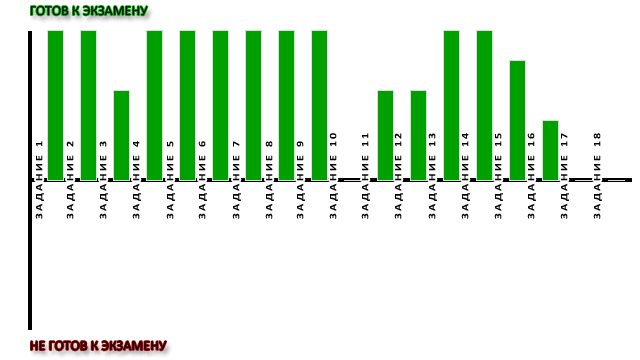 ГОТОВ К ЭКЗАМЕНУ
ЗАДАНИЕ 1
ЗАДАНИЕ 2
ЗАДАНИЕ 3
ЗАДАНИЕ 4
ЗАДАНИЕ 5
ЗАДАНИЕ 6
ЗАДАНИЕ 7
ЗАДАНИЕ 8
ЗАДАНИЕ 9
ЗАДАНИЕ 10
ЗАДАНИЕ 11
ЗАДАНИЕ 12
ЗАДАНИЕ 13
ЗАДАНИЕ 14
ЗАДАНИЕ 15
ЗАДАНИЕ 16
ЗАДАНИЕ 17
ЗАДАНИЕ 18
НЕ ГОТОВ К ЭКЗАМЕНУ